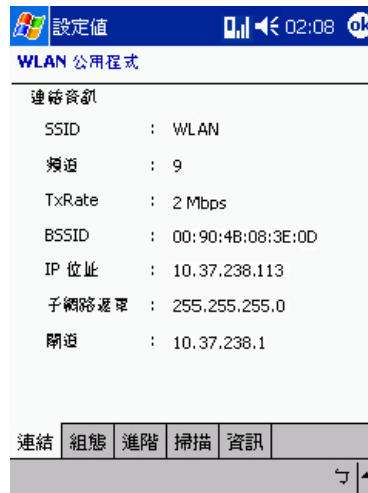 設定值 02:08 ok
WLAN 公用程式
連結資訊
SSID : WLAN
頻道 : 9
TxRate : 2 Mbps
BSSID : 00:90:4B:08:3E:0D
IP 位址 : 10.37.238.113
子網路遮罩 : 255.255.255.0
閘道 : 10.37.238.1
連結 組態 進階 掃描 資訊
ㄅ